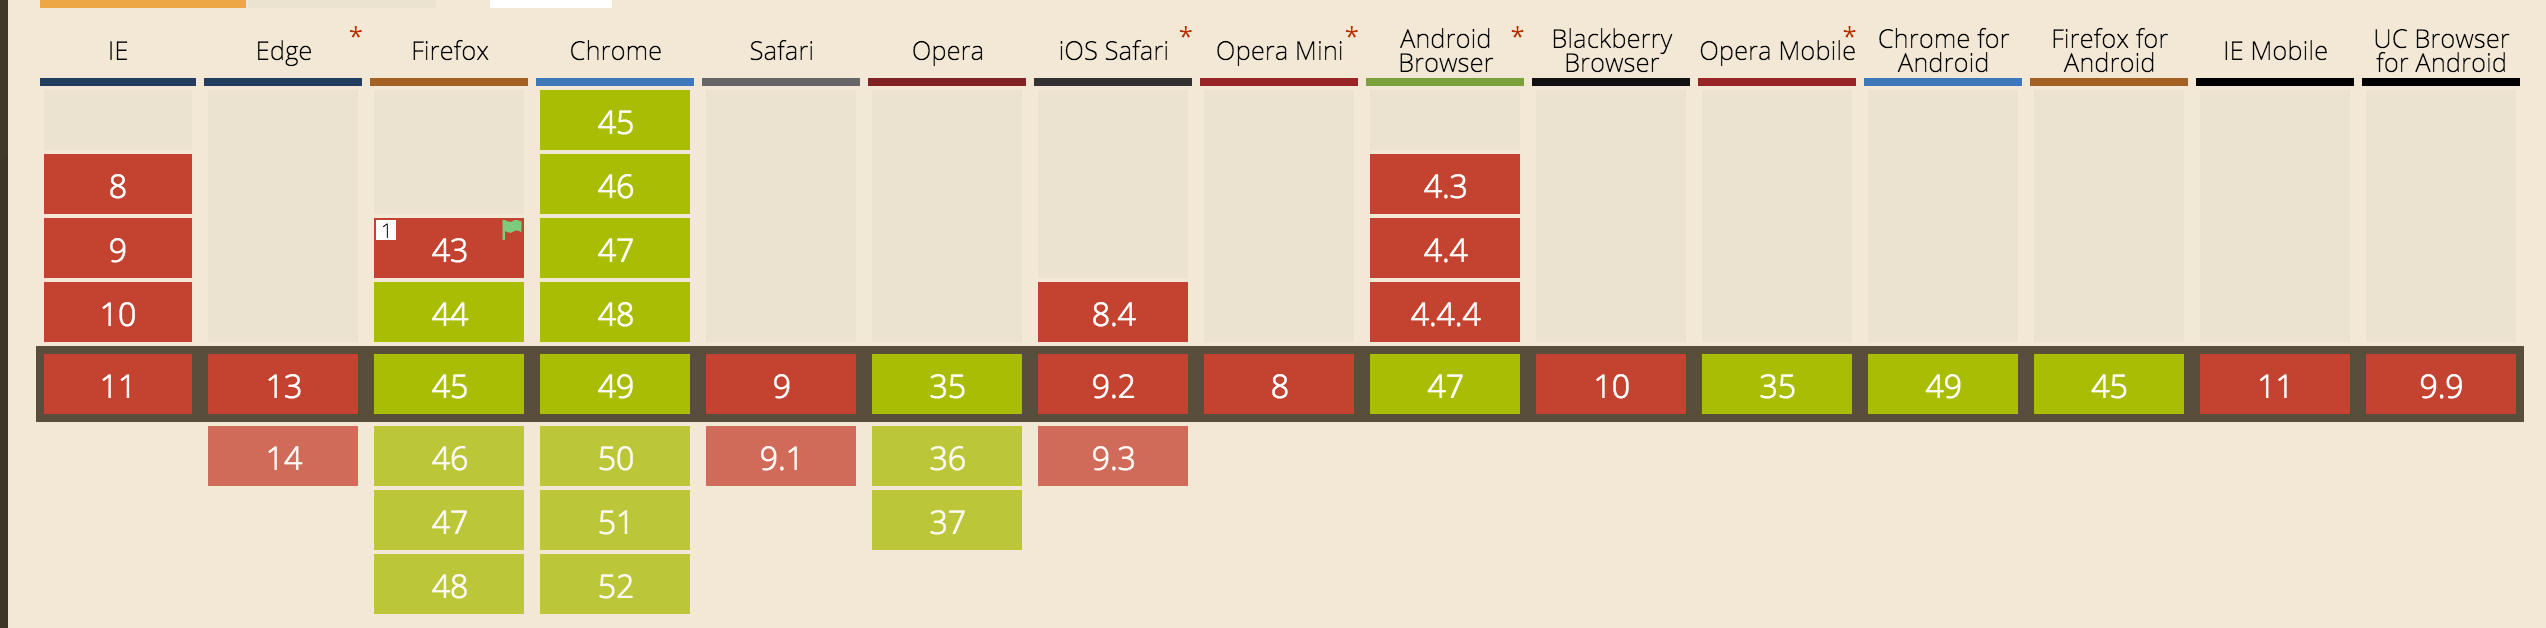 IE Edge * Firefox Chrome Safari Opera iOS Safari * Opera Mini * Android Browser * Blackberry Browser Opera Mobile * Chrome for Android Firefox for Android IE Mobile UC Browser for Android
45
8 46 4.3
9 1 43 47 4.4
10 44 48 8.4 4.4.4
11 13 45 49 9 35 9.2 8 47 10 35 49 45 11 9.9
14 46 50 9.1 36 9.3
47 51 37
48 52